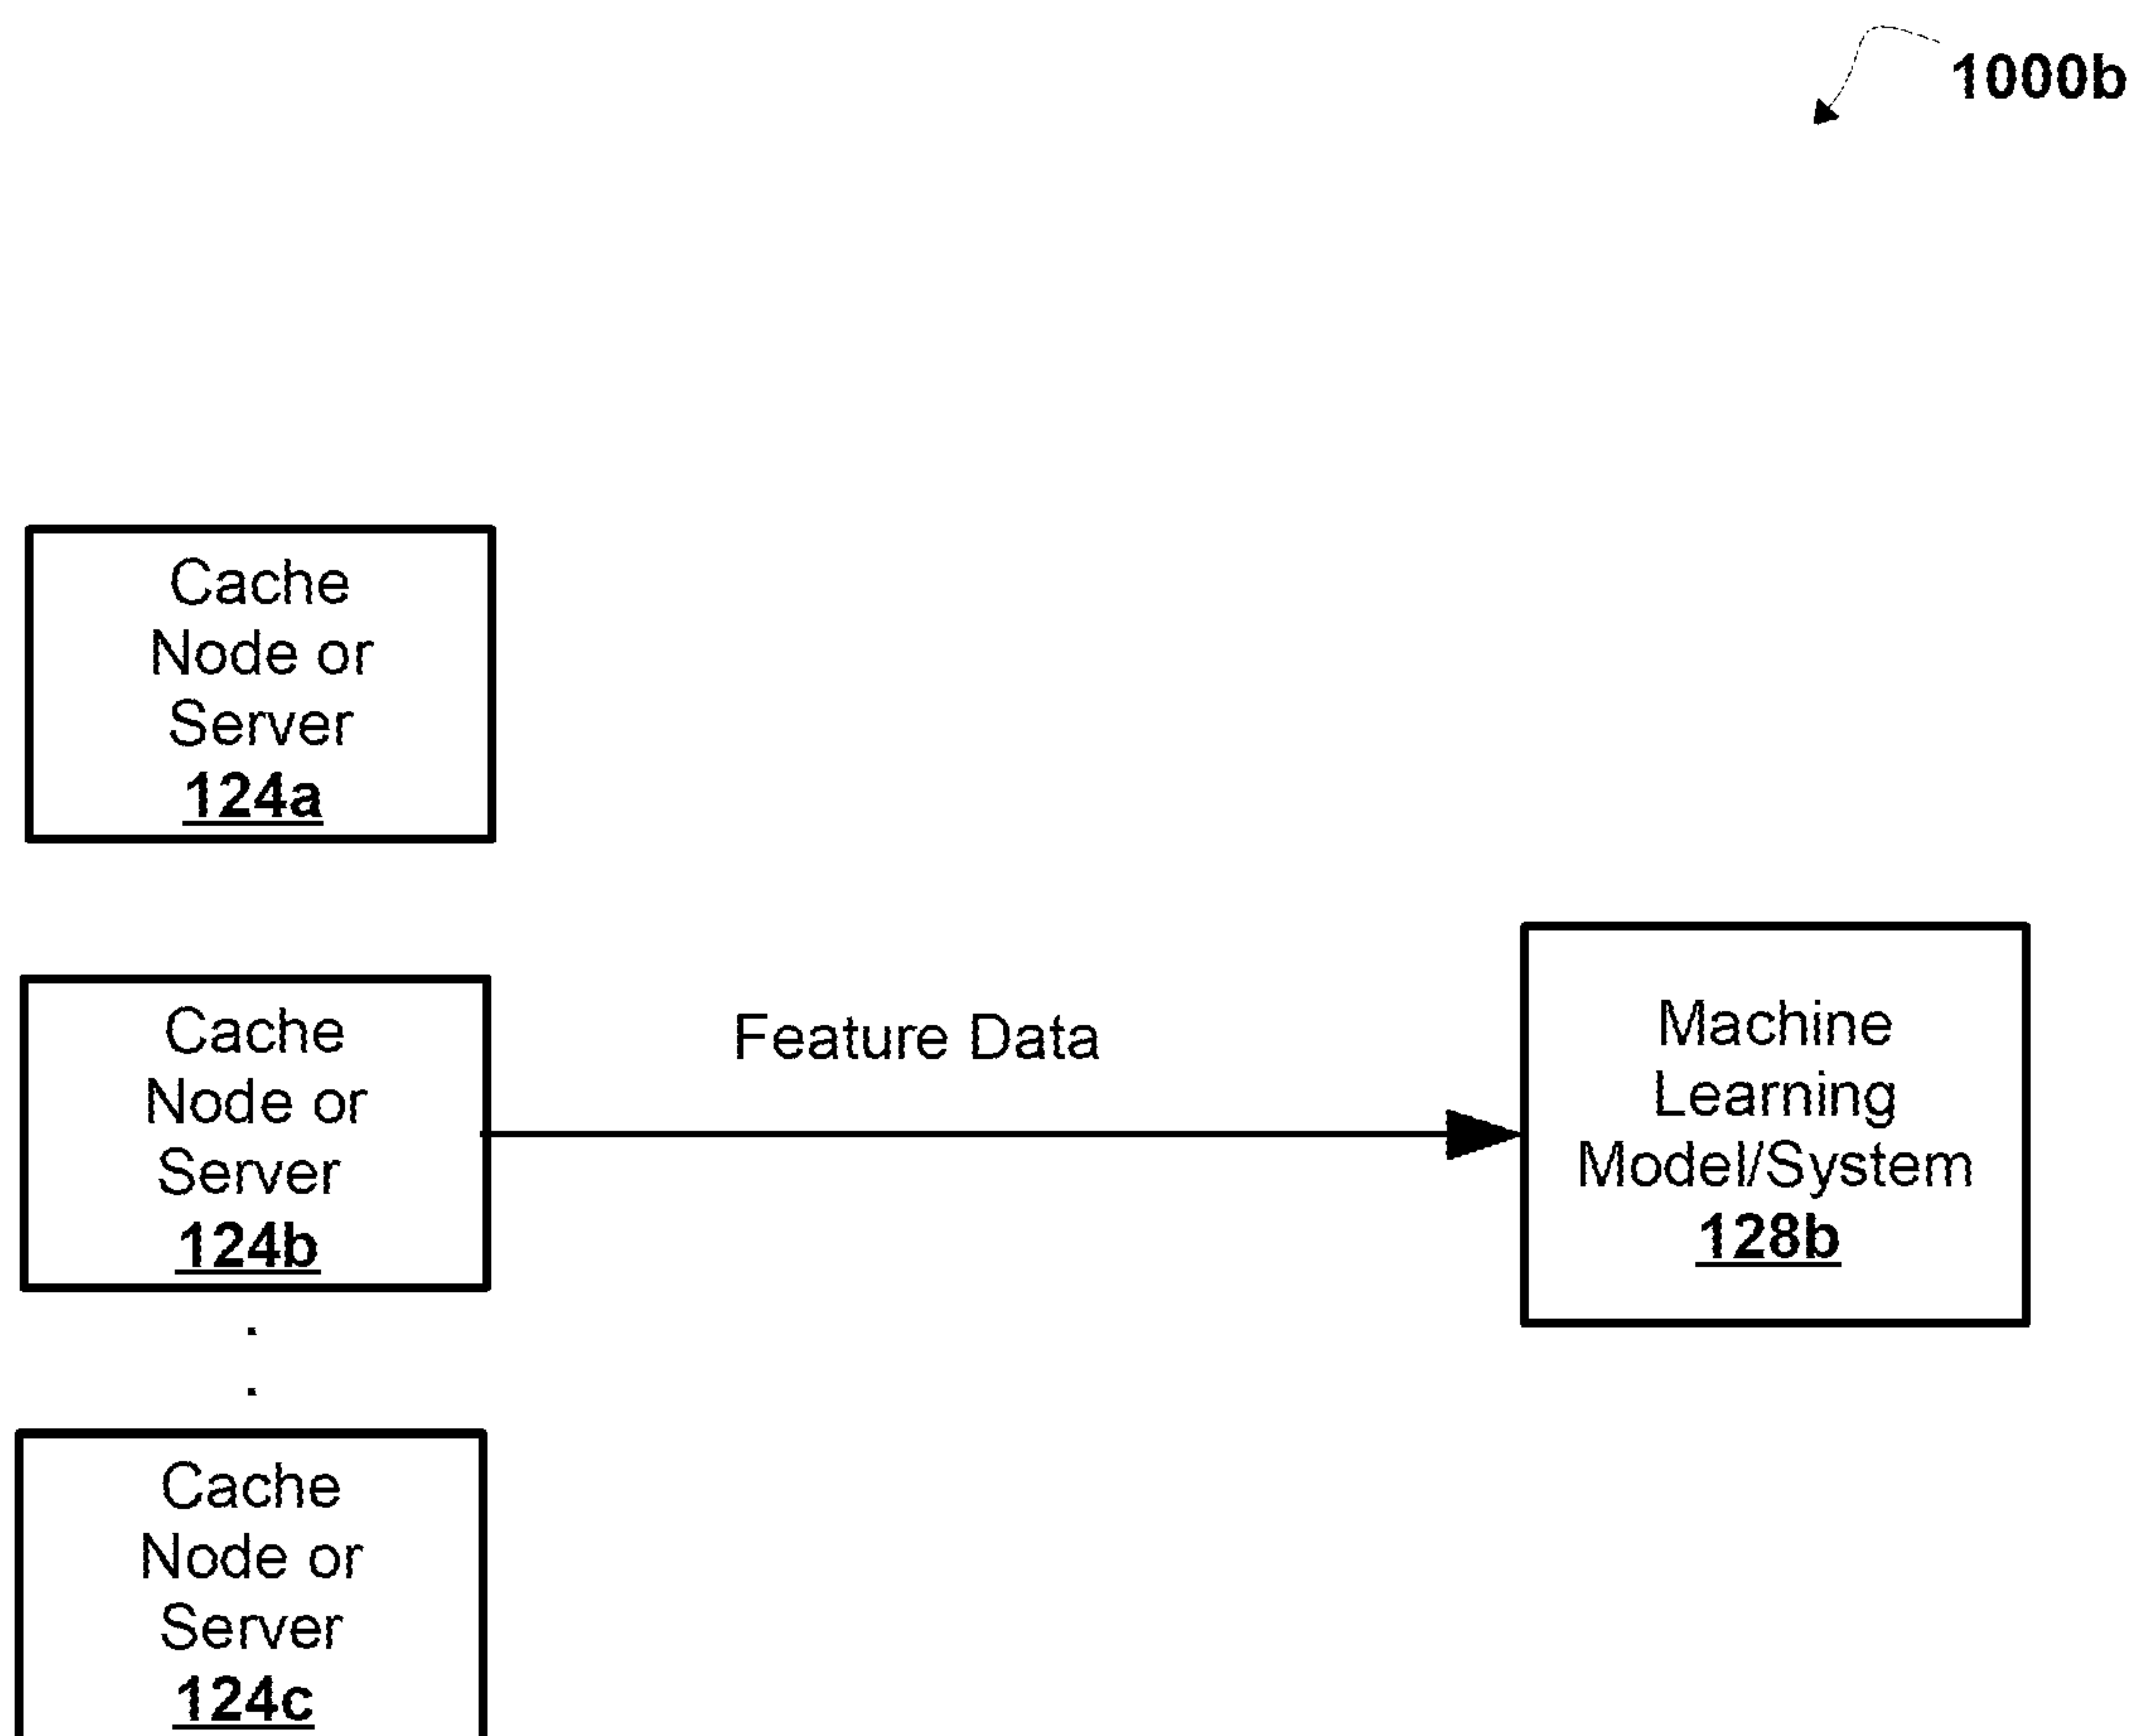 1000b
Cache
Node or
Server
124a
Cache
Node or
Server
124b
Feature Data
Machine
Learning
Model/System
128b
Cache
Node or
Server
124c